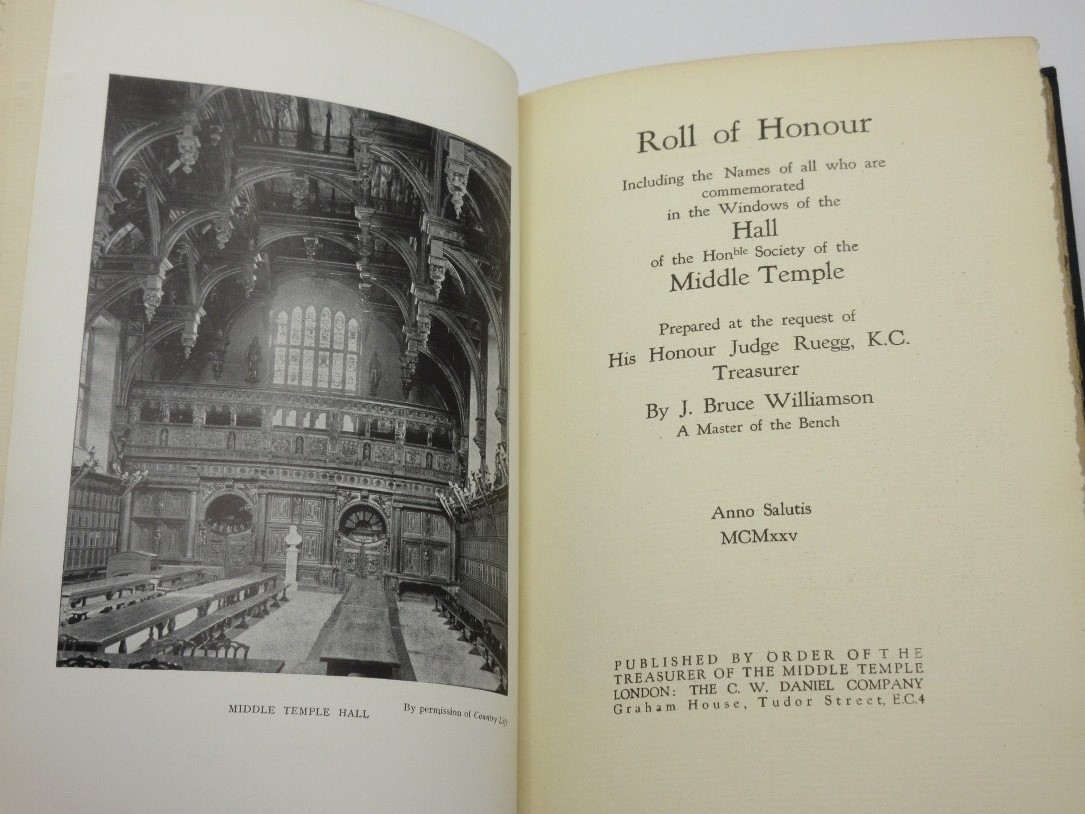 MIDDLE TEMPLE HALL
By permission of Country Life
Roll of Honour
Including the Names of all who are
commemorated
in the Windows of the
Hall
of the Honble Society of the
Middle Temple
Prepared at the request of
His Honour Judge Ruegg, K.C.
Treasurer
By J. Bruce Williamson
A Master of the Bench
Anno Salutis
MCMxxv
PUBLISHED BY ORDER OF THE
TREASURER OF THE MIDDLE TEMPLE
LONDON: THE C. W. DANIEL COMPANY
Graham House, Tudor Street, E.C.4